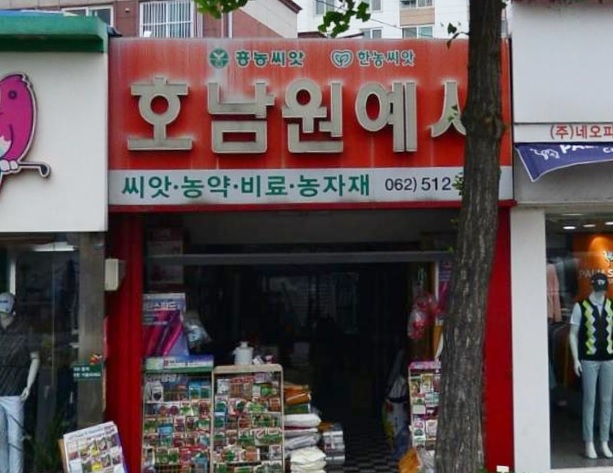 흥농씨앗 한농씨앗
호남원예
씨앗·농약·비료·농자재 062) 512
(주)네오피